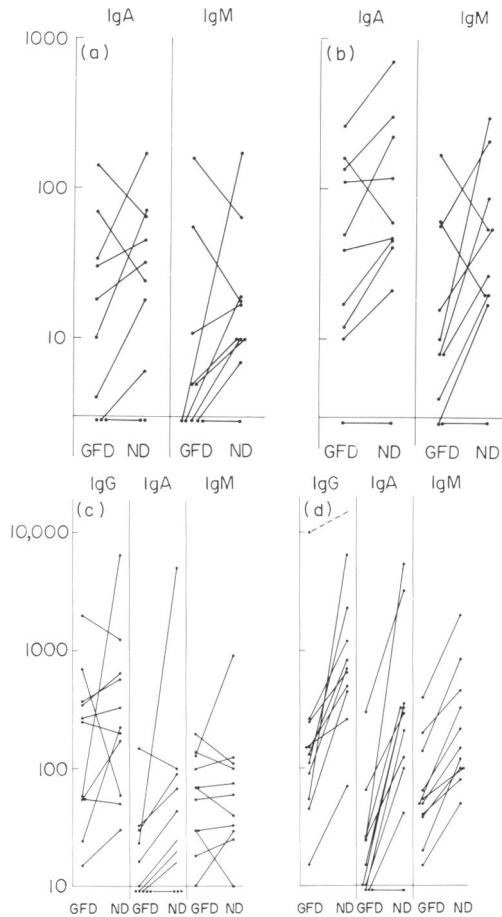 IgA IgM IgA IgM
1000 (a) (b)
100
10
GFD ND GFD ND GFD ND GFD ND
IgG IgA IgM IgG IgA IgM
(c) (d)
10,000
1000
100
10
GFD ND GFD ND GFD ND GFD ND GFD ND GFD ND